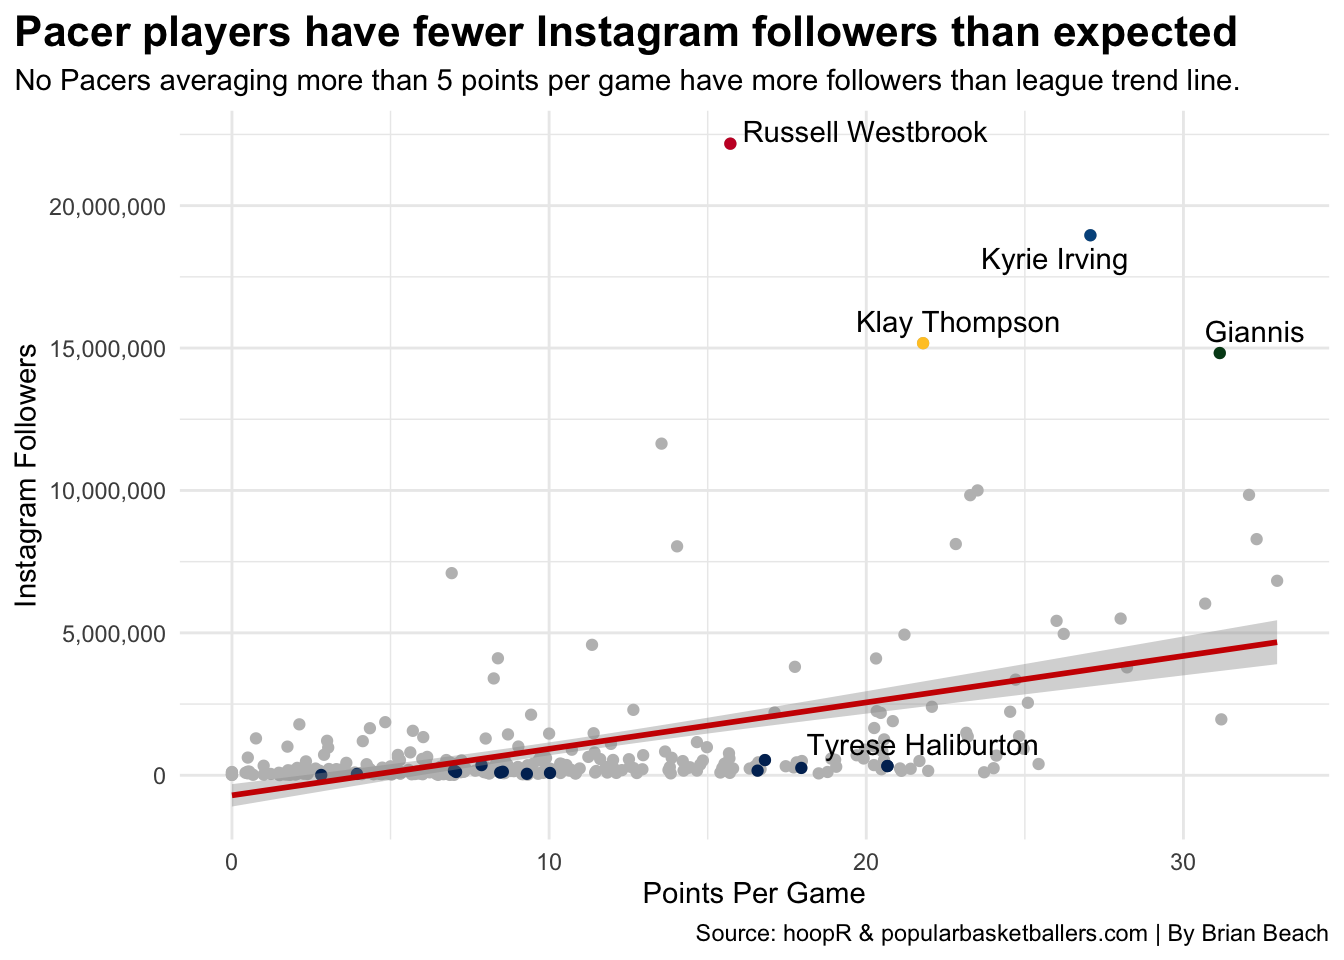 Pacer players have fewer Instagram followers than expected
No Pacers averaging more than 5 points per game have more followers than league trend line.
Russell Westbrook
20,000,000
Kyrie Irving
Klay Thompson
Giannis
15,000,000
Instagram Followers
10,000,000
5,000,000
Tyrese Haliburton
0
0
10
20
30
Points Per Game
Source: hoopR & popularbasketballers.com | By Brian Beach